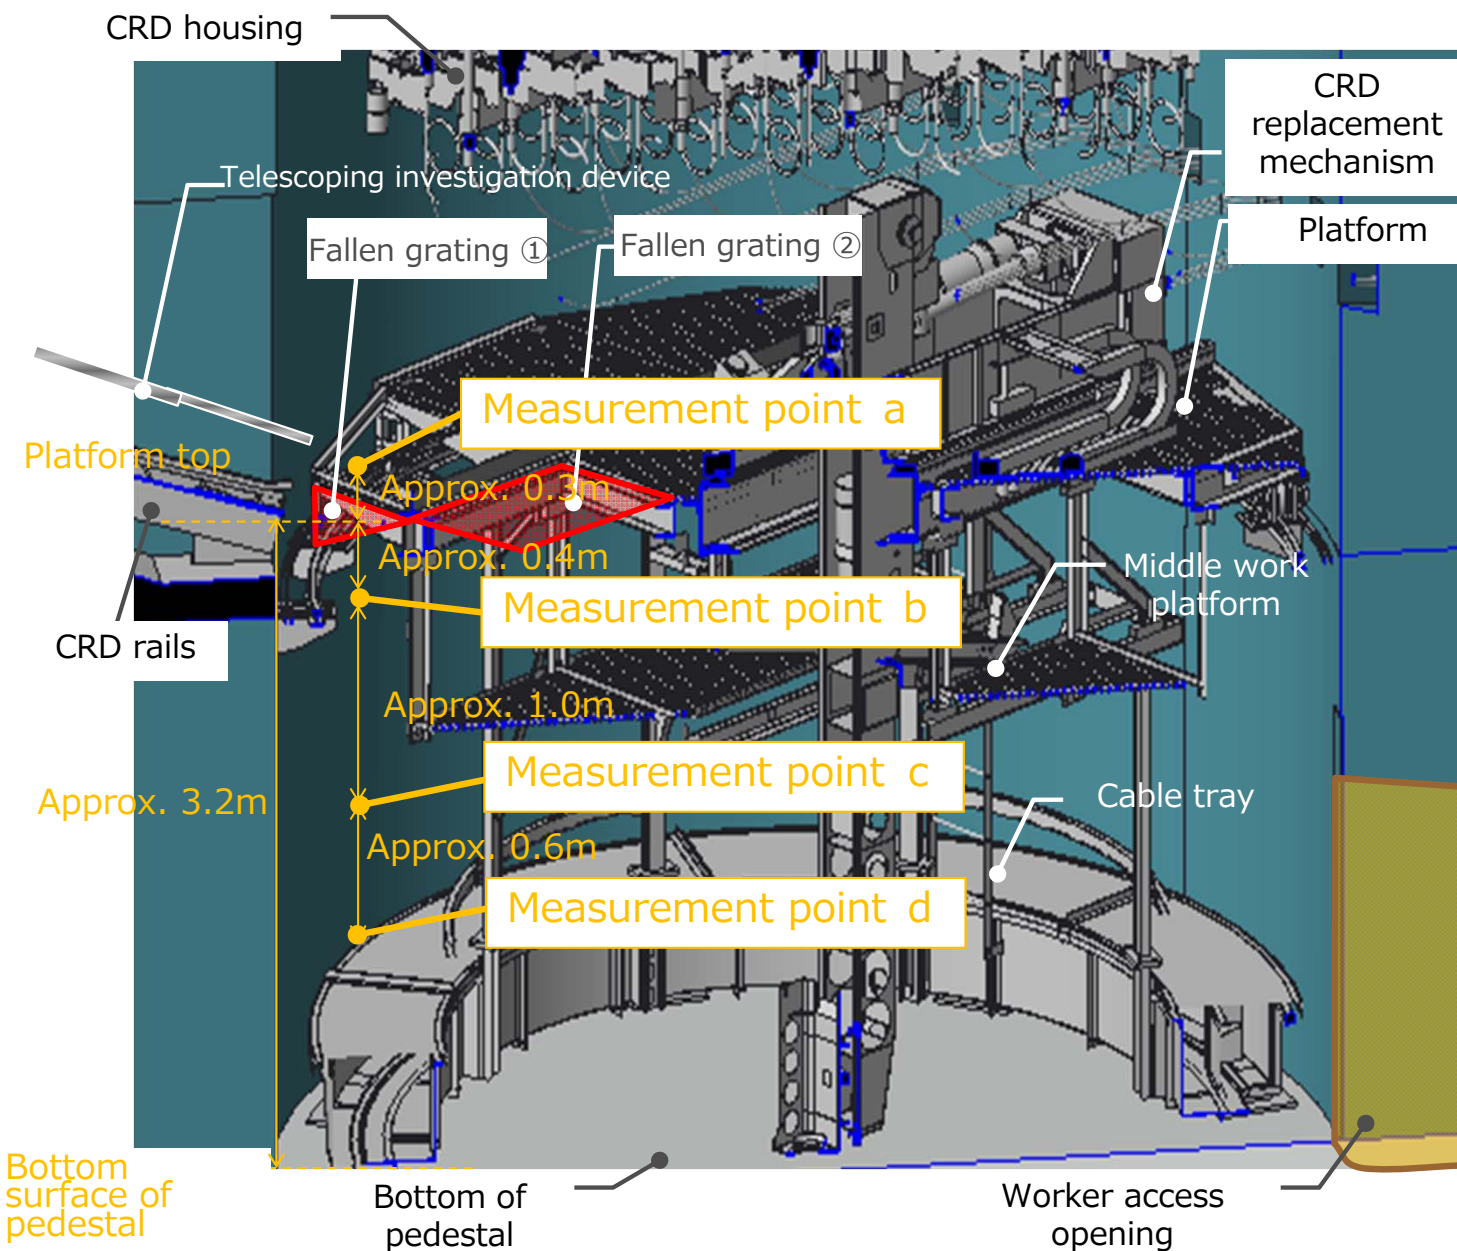 CRD housing
CRD
replacement
mechanism
Telescoping investigation device
Fallen grating ①
Fallen grating ②
Platform
Measurement point a
Platform top
Approx. 0.3m
Approx. 0.4m
Measurement point b
Middle work
platform
CRD rails
Approx. 1.0m
Measurement point c
Approx. 3.2m
Cable tray
Approx. 0.6m
Measurement point d
Bottom
surface of
pedestal
Bottom of
pedestal
Worker access
opening